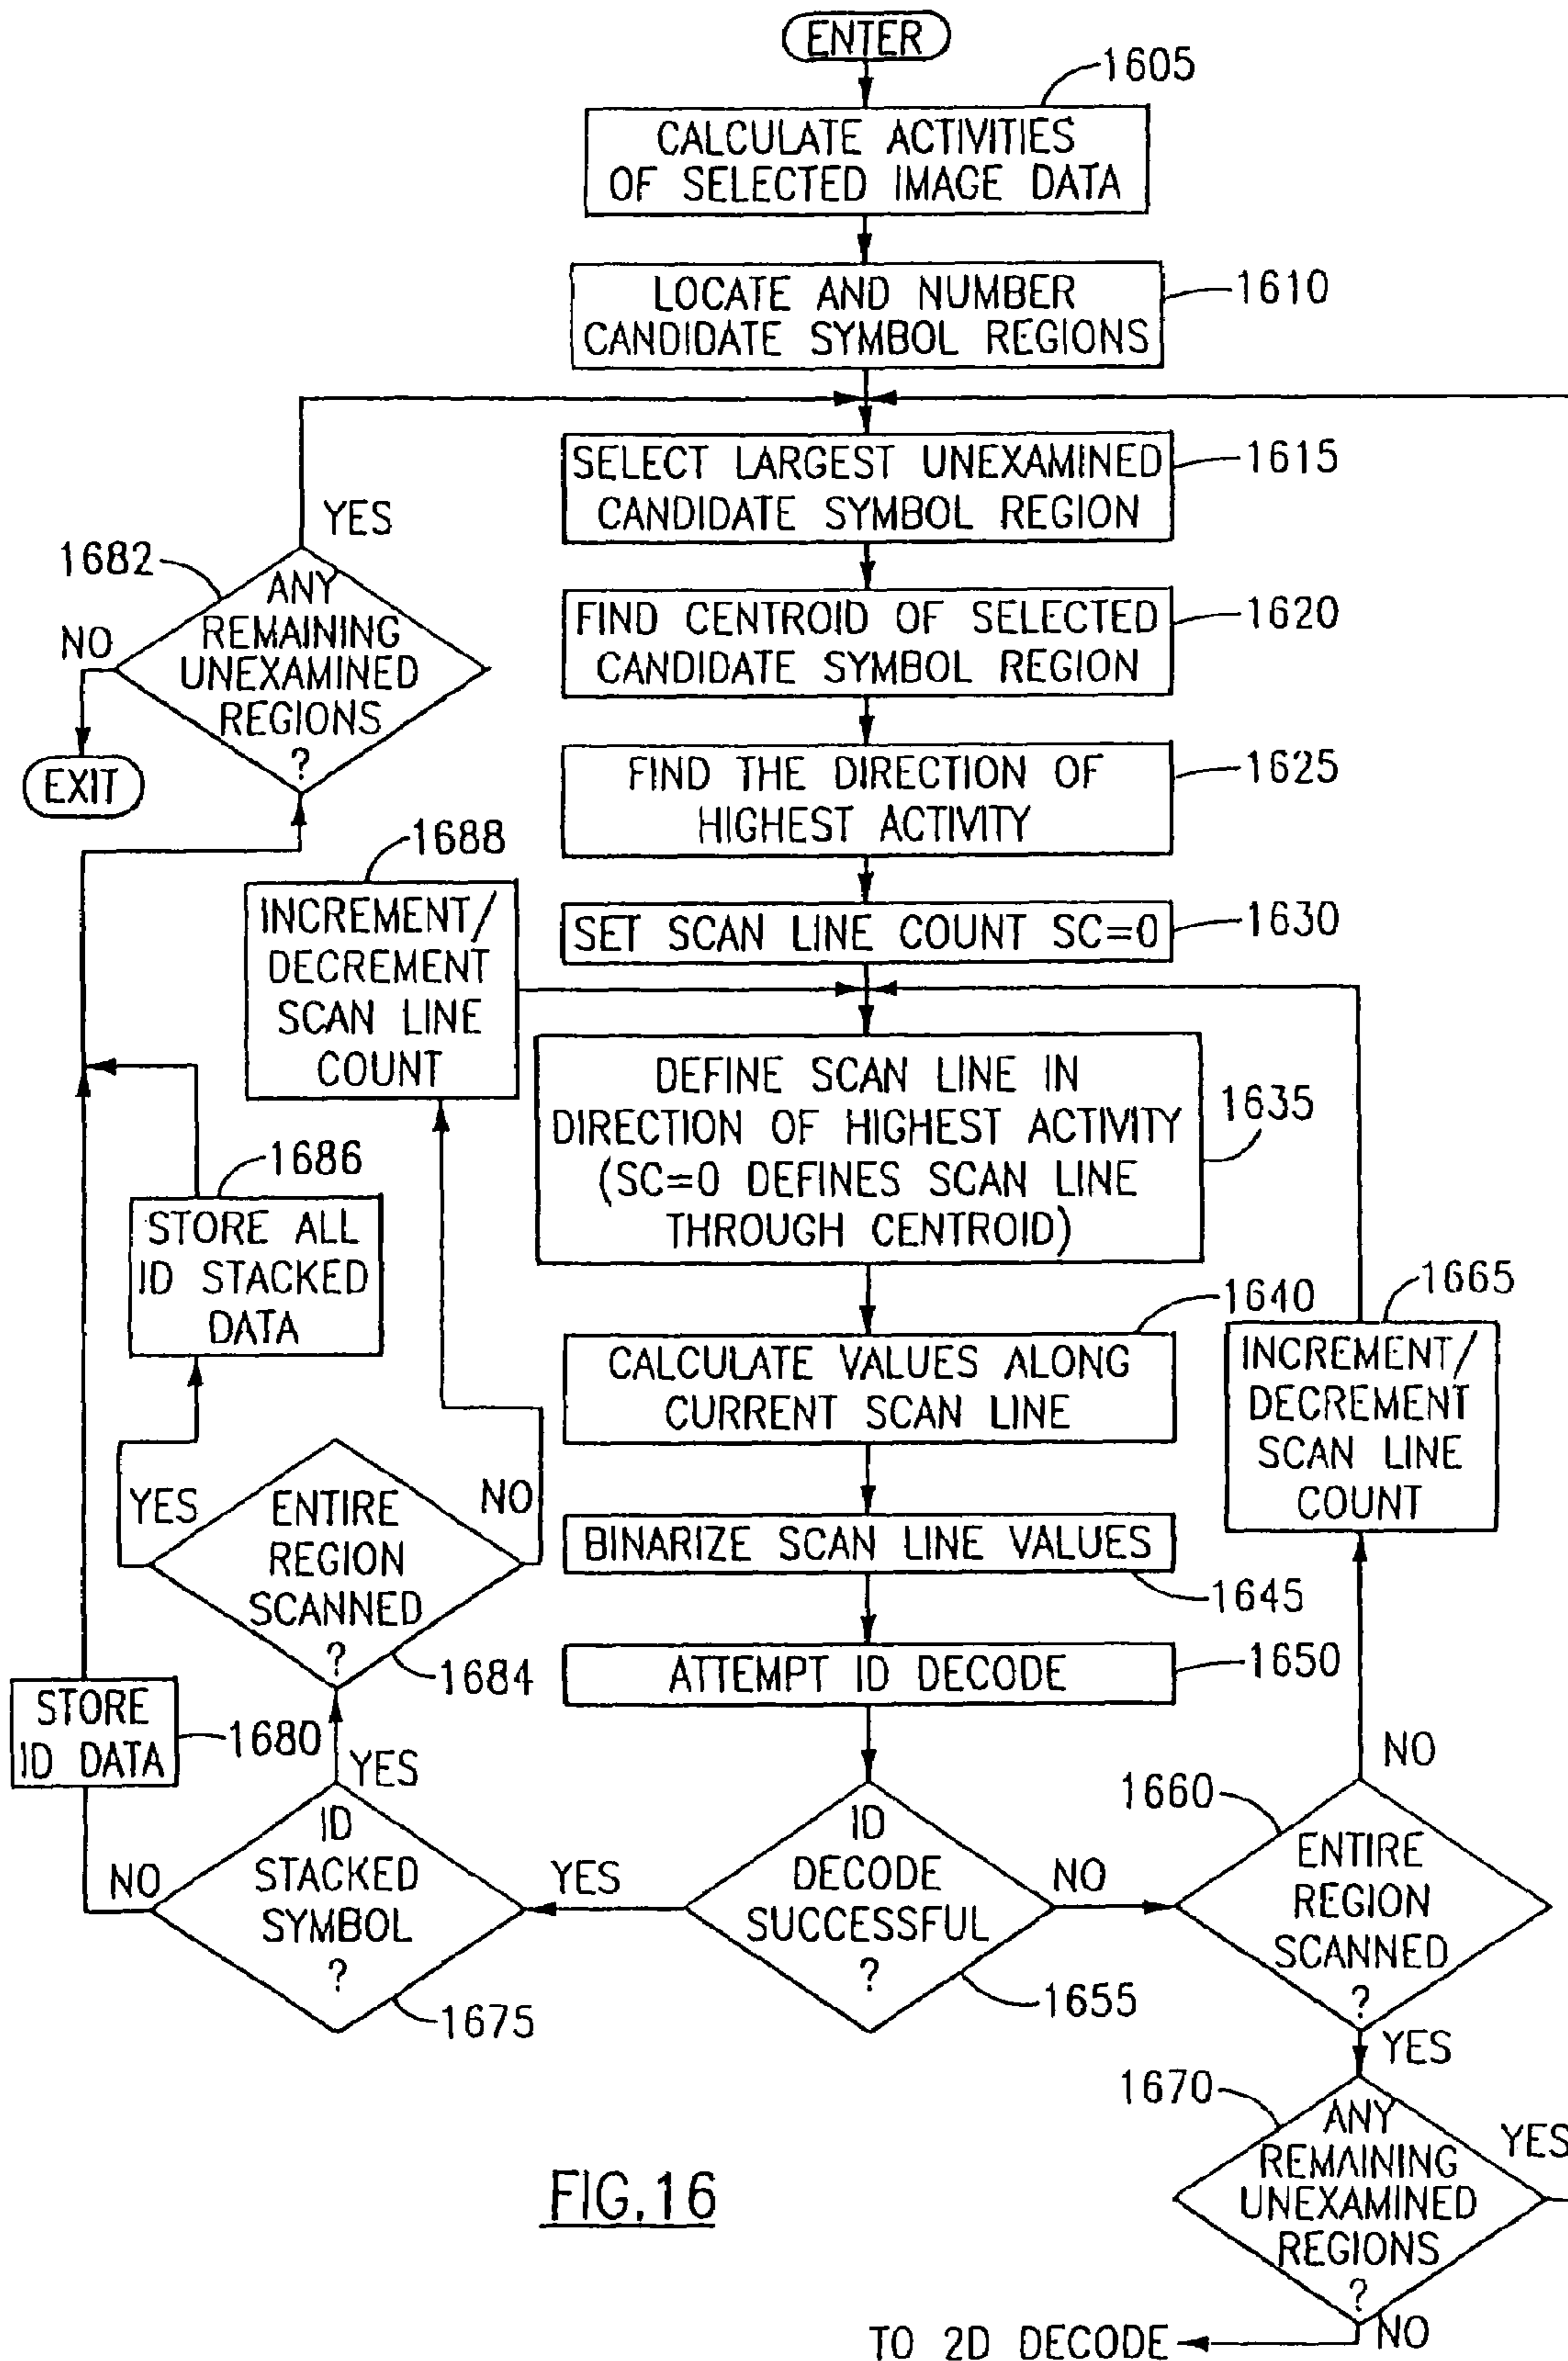 ENTER
1605
CALCULATE ACTIVITIES
OF SELECTED IMAGE DATA
1610
LOCATE AND NUMBER
CANDIDATE SYMBOL REGIONS
1615
SELECT LARGEST UNEXAMINED
CANDIDATE SYMBOL REGION
YES
1682
ANY
REMAINING
UNEXAMINED
REGIONS
?
NO
EXIT
1620
FIND CENTROID OF SELECTED
CANDIDATE SYMBOL REGION
1625
FIND THE DIRECTION OF
HIGHEST ACTIVITY
1688
INCREMENT/
DECREMENT
SCAN LINE
COUNT
1630
SET SCAN LINE COUNT SC=0
1635
DEFINE SCAN LINE IN
DIRECTION OF HIGHEST ACTIVITY
(SC=0 DEFINES SCAN LINE
THROUGH CENTROID)
1686
STORE ALL
ID STACKED
DATA
1640
CALCULATE VALUES ALONG
CURRENT SCAN LINE
1665
INCREMENT/
DECREMENT
SCAN LINE
COUNT
YES
NO
ENTIRE
REGION
SCANNED
?
1684
BINARIZE SCAN LINE VALUES
1645
ATTEMPT ID DECODE
1650
STORE
ID DATA
1680
YES
ID
STACKED
SYMBOL
?
NO
1675
YES
ID
DECODE
SUCCESSFUL
?
NO
1655
NO
1660
ENTIRE
REGION
SCANNED
?
YES
1670
ANY
REMAINING
UNEXAMINED
REGIONS
?
YES
NO
TO 2D DECODE
FIG.16